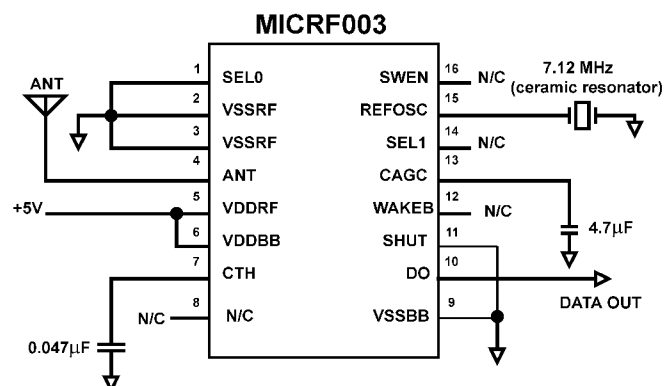 MICRF003
ANT
1 SEL0
2 VSSRF
3 VSSRF
4 ANT
+5V
5 VDDRF
6 VDDBB
7 CTH
8 N/C
N/C
0.047µF
SWEN 16 N/C
REFOSC 15
7.12 MHz
(ceramic resonator)
SEL1 14 N/C
CAGC 13
4.7µF
WAKEB 12 N/C
SHUT 11
DO 10
DATA OUT
VSSBB 9